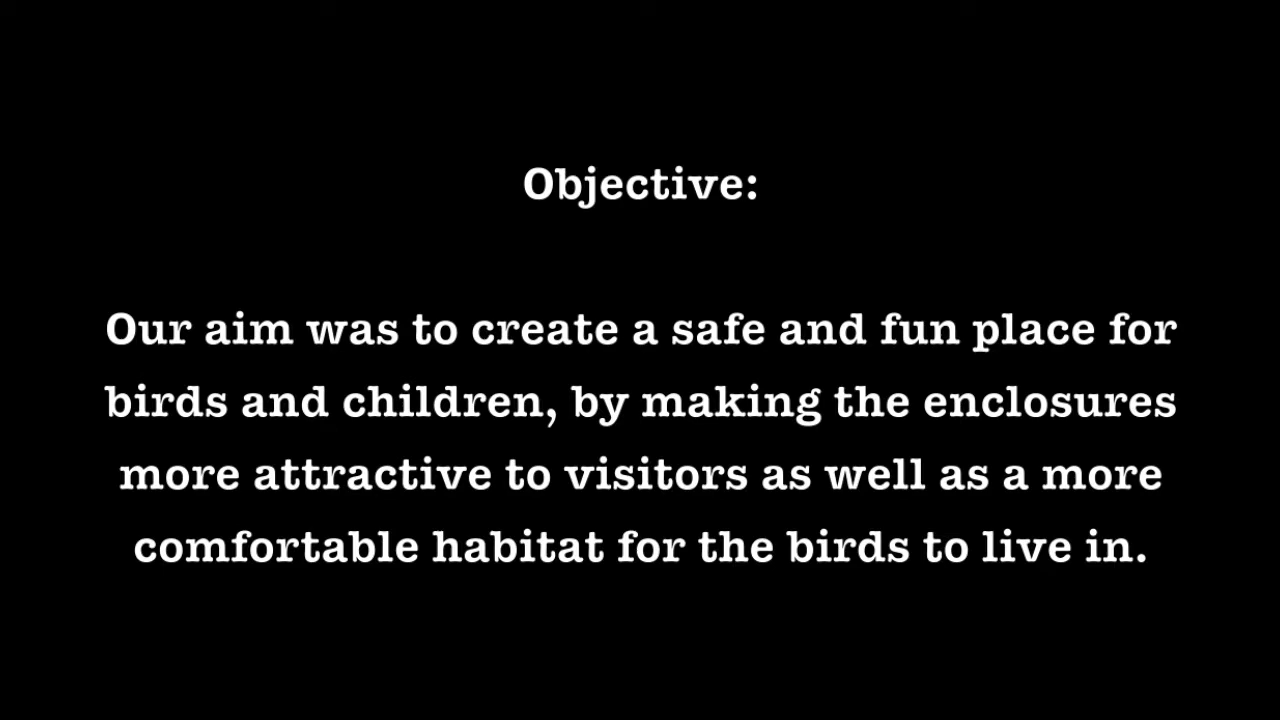 Objective:
Our aim was to create a safe and fun place for
birds and children, by making the enclosures
more attractive to visitors as well as a more
comfortable habitat for the birds to live in.